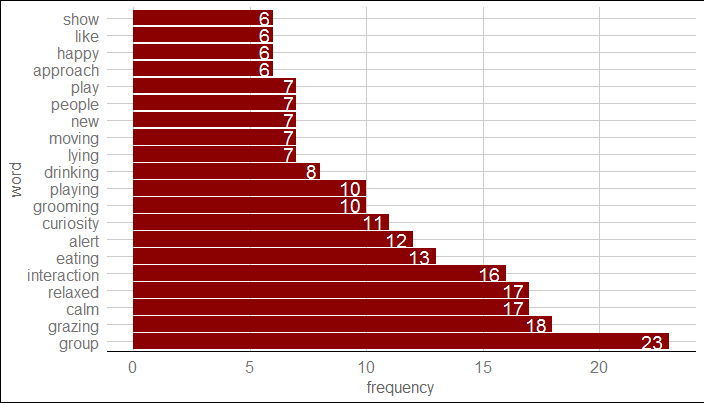 show 6
like 6
happy 6
approach 6
play 7
people 7
new 7
moving 7
lying 7
drinking 8
playing 10
grooming 10
curiosity 11
alert 12
eating 13
interaction 16
relaxed 17
calm 17
grazing 18
group 23
word
0 5 10 15 20
frequency